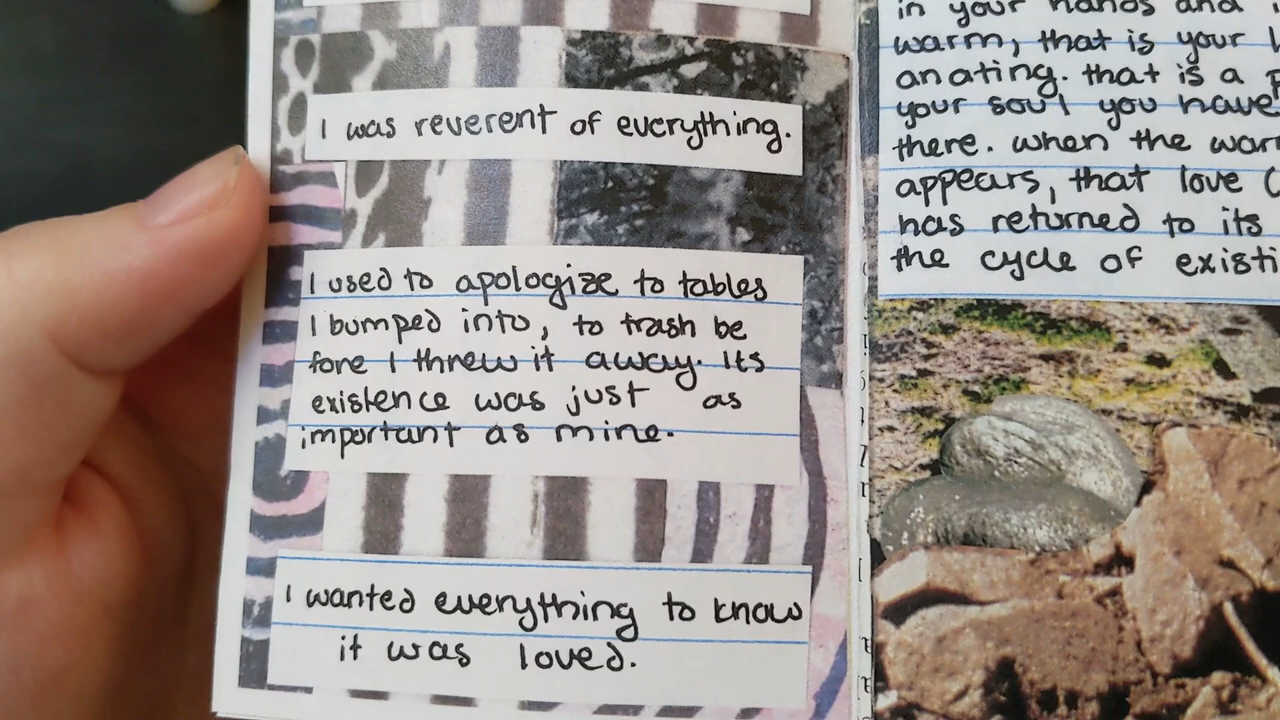 I was reverent of everything.
I used to apologize to tables
I bumped into, to trash be
fore I threw it away. Its
existence was just as
important as mine.
I wanted everything to know
it was loved.
in your hands and
warm, that is your
anating. that is a
your soul you have
there. when the
appears, that love
has returned to its
the cycle of